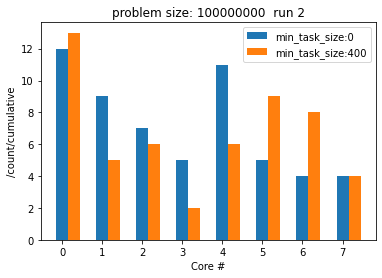 problem size: 100000000  run 2
min_task_size:0
min_task_size:400
/count/cumulative
12
10
8
6
4
2
0
0 1 2 3 4 5 6 7
Core #